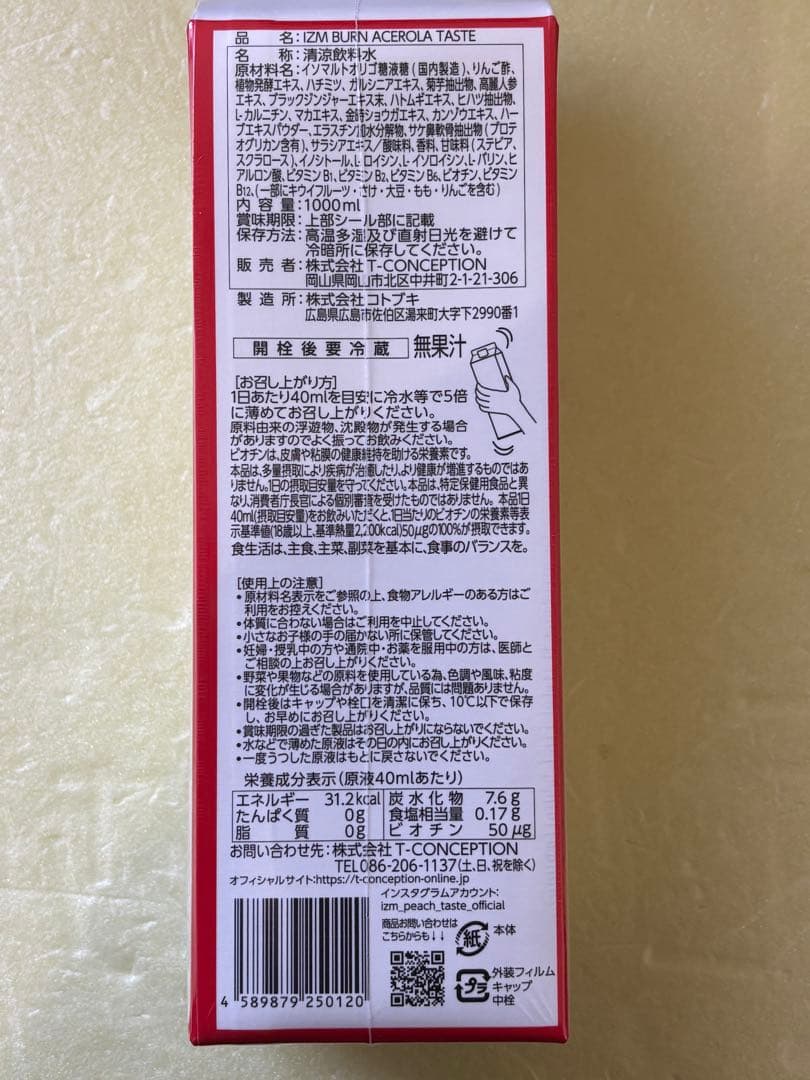 品名:IZM BURN ACEROLA TASTE
名称:清涼飲料水
原材料名:イソマルトオリゴ糖液糖(国内製造)、りんご酢、
植物発酵エキス、ハチミツ、ガルシニアエキス、菊芋抽出物、高麗人参
エキス、ブラックジンジャーエキス末、ハトムギエキス、ヒハツ抽出物、
L-カルニチン、マカエキス、金時ショウガエキス、カンゾウエキス、ハー
ブエキスパウダー、エラスチン加水分解物、サケ鼻軟骨抽出物(プロテ
オグリカン含有)、サラシアエキス/酸味料、香料、甘味料(ステビア、
スクラロース)、イノシトール、L-ロイシン、L-イソロイシン、L-バリン、ヒ
アルロン酸、ビタミンB1、ビタミンB2、ビタミンB6、ビオチン、ビタミン
B12、(一部にキウイフルーツ・さけ・大豆・もも・りんごを含む)
内容量:1000ml
賞味期限:上部シール部に記載
保存方法:高温多湿及び直射日光を避けて
冷暗所に保存してください。
販売者:株式会社 T-CONCEPTION
岡山県岡山市北区中井町2-1-21-306
製造所:株式会社 コトブキ
広島県広島市佐伯区湯来町大字下2990番1
開栓後要冷蔵 無果汁
[お召し上がり方]
1日あたり40mlを目安に冷水等で5倍
に薄めてお召し上がりください。
原料由来の浮遊物、沈殿物が発生する場合
がありますのでよく振ってお飲みください。
ビオチンは、皮膚や粘膜の健康維持を助ける栄養素です。
本品は、多量摂取により疾病が治癒したり、より健康が増進するものではあ
りません。1日の摂取目安量を守ってください。本品は、特定保健用食品と異
なり、消費者庁長官による個別審査を受けたものではありません。本品1日
40ml(摂取目安量)をお飲みいただくと、1日当たりのビオチンの栄養素等表
示基準値(18歳以上、基準熱量2,200kcal)50μgの100%が摂取できます。
食生活は、主食、主菜、副菜を基本に、食事のバランスを。
[使用上の注意]
•原材料名表示をご参照の上、食物アレルギーのある方はご
利用をお控えください。
•体質に合わない場合はご利用を中止してください。
•小さなお子様の手の届かない所に保管してください。
•妊婦・授乳中の方や通院中・お薬を服用中の方は、医師と
ご相談の上お召し上がりください。
•野菜や果物などの原料を使用している為、色調や風味、粘度
に変化が生じる場合がありますが、品質には問題ありません。
•開栓後はキャップや栓口を清潔に保ち、10℃以下で保存
し、お早めにお召し上がりください。
•賞味期限の過ぎた製品はお召し上がりにならないでください。
•水などで薄めた原液はその日の内にお召し上がりください。
•一度うつした原液はもとに戻さないでください。
栄養成分表示(原液40mlあたり)
エネルギー 31.2kcal 炭水化物 7.6g
たんぱく質 0g 食塩相当量 0.17g
脂質 0g ビオチン 50μg
お問い合わせ先:株式会社 T-CONCEPTION
TEL086-206-1137(土、日、祝を除く)
オフィシャルサイト:https://t-conception-online.jp
インスタグラムアカウント:
izm_peach_taste_official
商品お問い合わせは
こちらからも↓↓
紙 本体
プラ 外装フィルム
キャップ
中栓
4 589879 250120